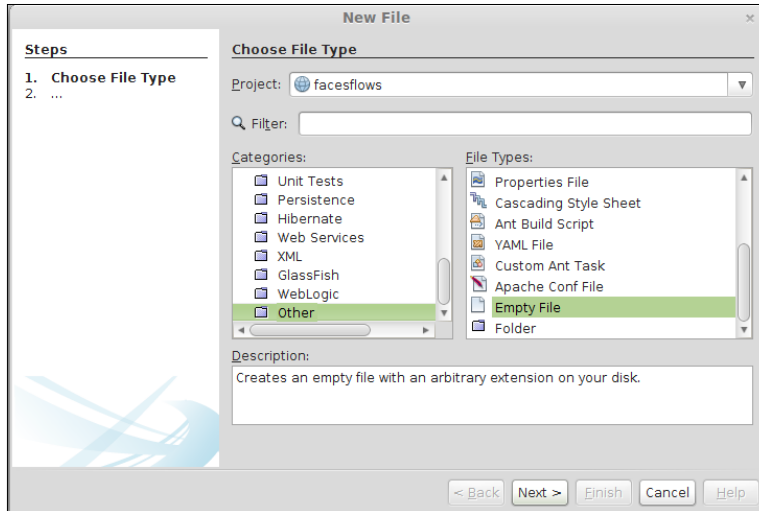 New File
Steps
1. Choose File Type
2. ...
Choose File Type
Project: facesflows
Filter:
Categories:
Unit Tests
Persistence
Hibernate
Web Services
XML
GlassFish
WebLogic
Other
File Types:
Properties File
Cascading Style Sheet
Ant Build Script
YAML File
Custom Ant Task
Apache Conf File
Empty File
Folder
Description:
Creates an empty file with an arbitrary extension on your disk.
< Back Next > Finish Cancel Help